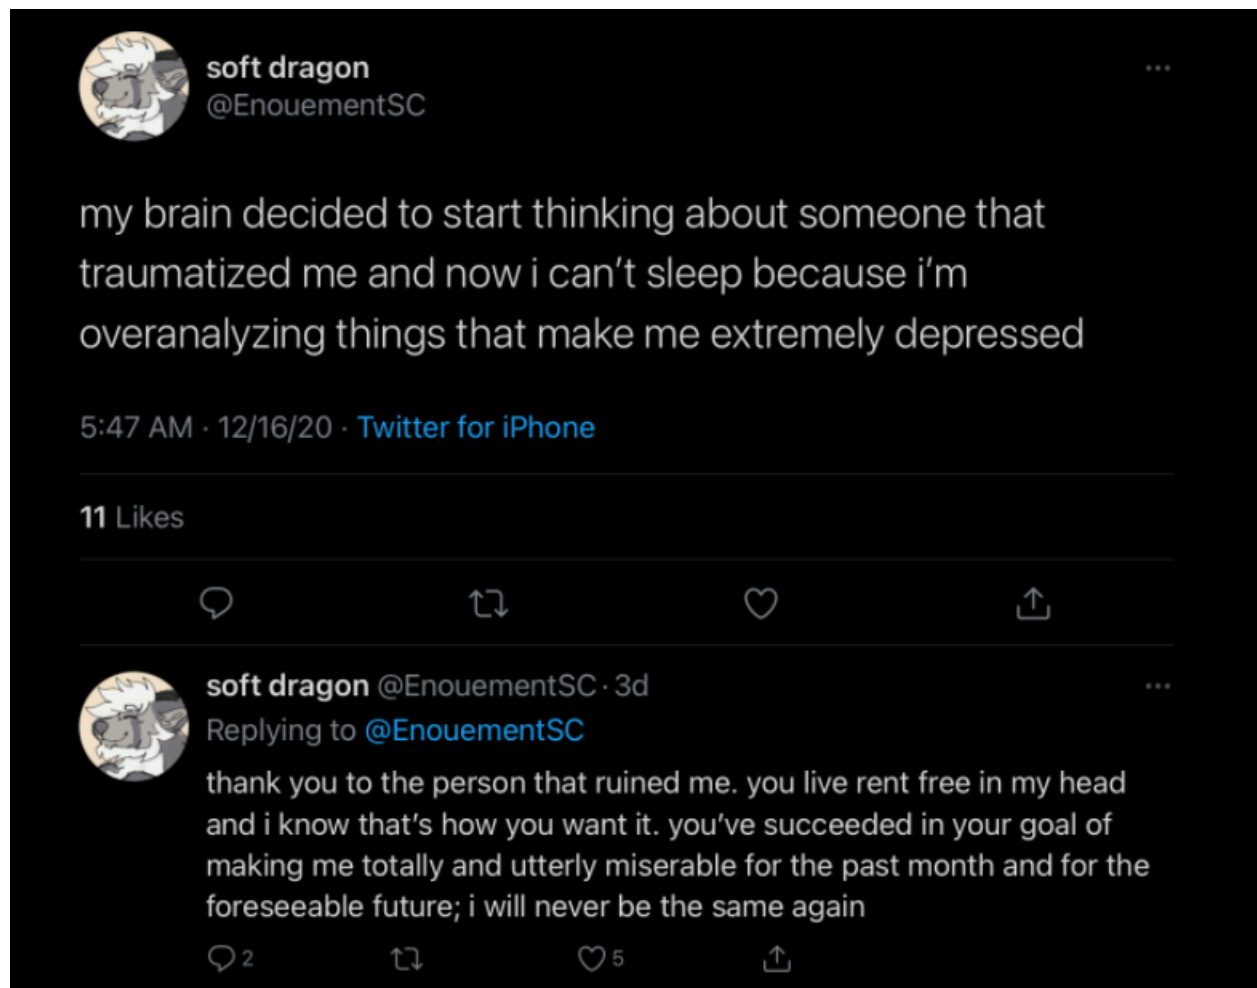 soft dragon
@EnouementSC
my brain decided to start thinking about someone that
traumatized me and now i can't sleep because i'm
overanalyzing things that make me extremely depressed
5:47 AM · 12/16/20 · Twitter for iPhone
11 Likes
soft dragon @EnouementSC · 3d
Replying to @EnouementSC
thank you to the person that ruined me. you live rent free in my head
and i know that's how you want it. you've succeeded in your goal of
making me totally and utterly miserable for the past month and for the
foreseeable future; i will never be the same again
2 5